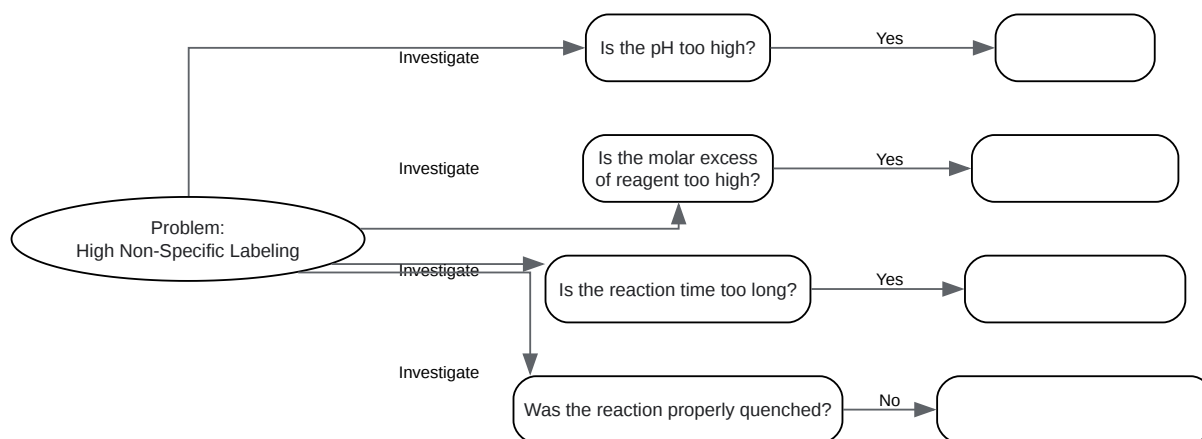 Is the pH too high?
Yes
Investigate
Is the molar excess
of reagent too high?
Yes
Investigate
Problem:
High Non-Specific Labeling
Investigate
Is the reaction time too long?
Yes
Investigate
Was the reaction properly quenched?
No